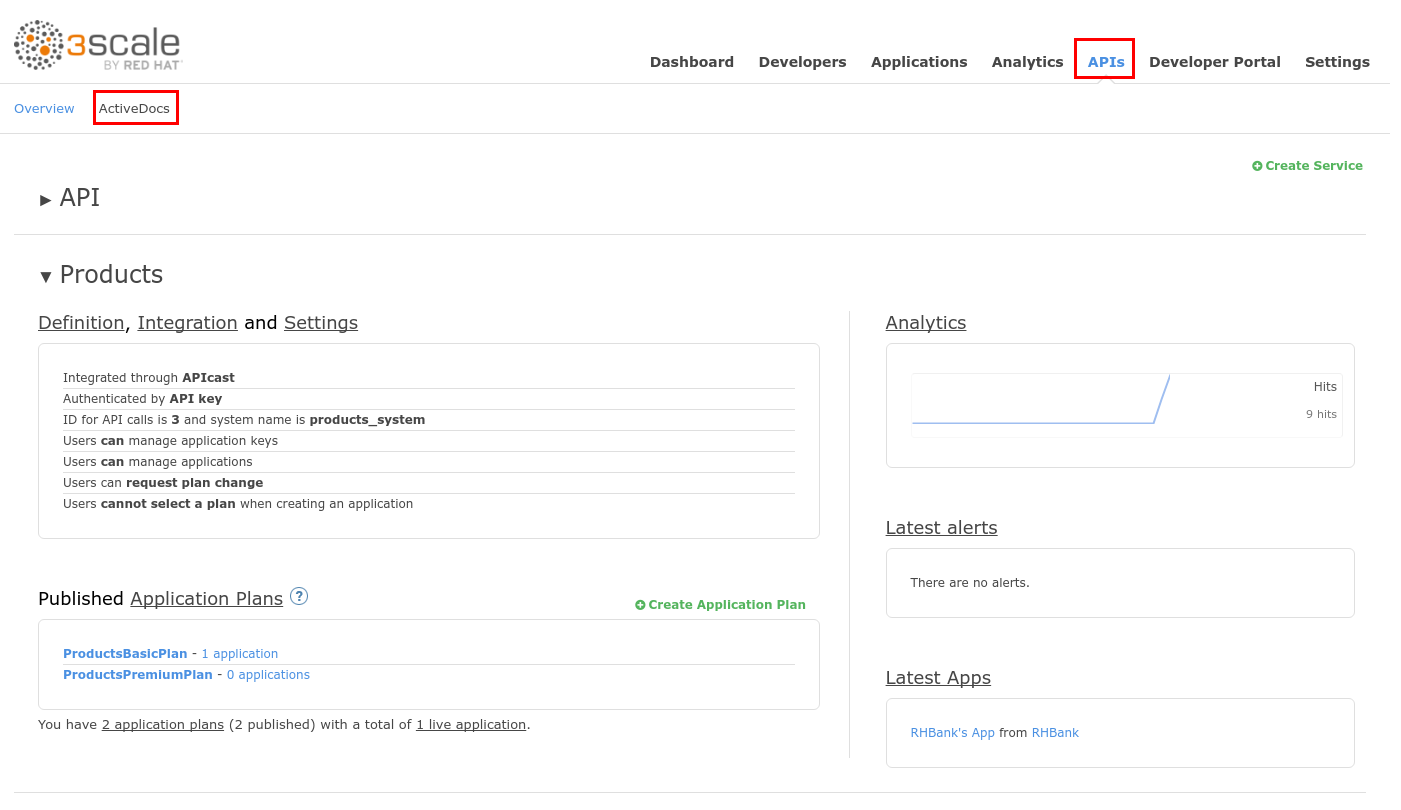 3scale
BY RED HAT
Dashboard Developers Applications Analytics APIs Developer Portal Settings
Overview ActiveDocs
Create Service
API
Products
Definition, Integration and Settings
Integrated through APIcast
Authenticated by API key
ID for API calls is 3 and system name is products_system
Users can manage application keys
Users can manage applications
Users can request plan change
Users cannot select a plan when creating an application
Published Application Plans ?
Create Application Plan
ProductsBasicPlan - 1 application
ProductsPremiumPlan - 0 applications
You have 2 application plans (2 published) with a total of 1 live application.
Analytics
Hits
9 hits
Latest alerts
There are no alerts.
Latest Apps
RHBank's App from RHBank